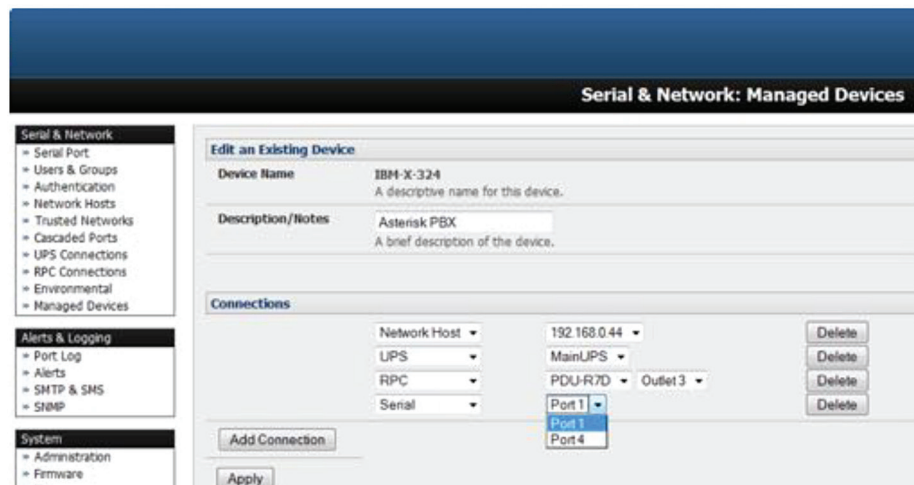 Serial & Network: Managed Devices
Serial & Network
Serial Port
Users & Groups
Authentication
Network Hosts
Trusted Networks
Cascaded Ports
UPS Connections
RPC Connections
Environmental
Managed Devices
Alerts & Logging
Port Log
Alerts
SMTP & SMS
SNMP
System
Administration
Firmware
Edit an Existing Device
Device Name IBM-X-324
A descriptive name for this device.
Description/Notes Asterisk PBX
A brief description of the device.
Connections
Network Host 192.168.0.44 Delete
UPS MainUPS Delete
RPC PDU-R7D Outlet 3 Delete
Serial Port 1 Delete
Port 1
Port 4
Add Connection
Apply